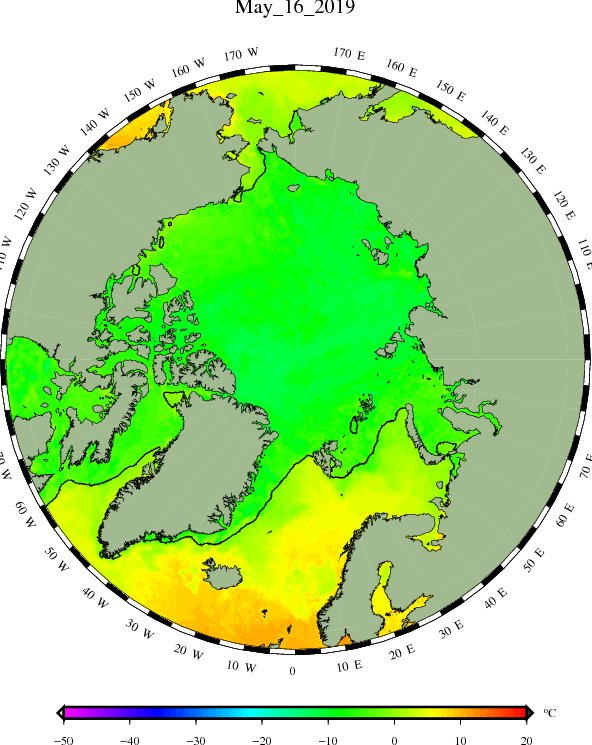 May_16_2019
170 W
170 E
160 W
160 E
150 W
150 E
140 W
140 E
130 W
130 E
120 W
120 E
110 E
70 E
60 W
60 E
50 W
50 E
40 W
40 E
30 W
30 E
20 W
20 E
10 W
10 E
0
°C
−50
−40
−30
−20
−10
0
10
20